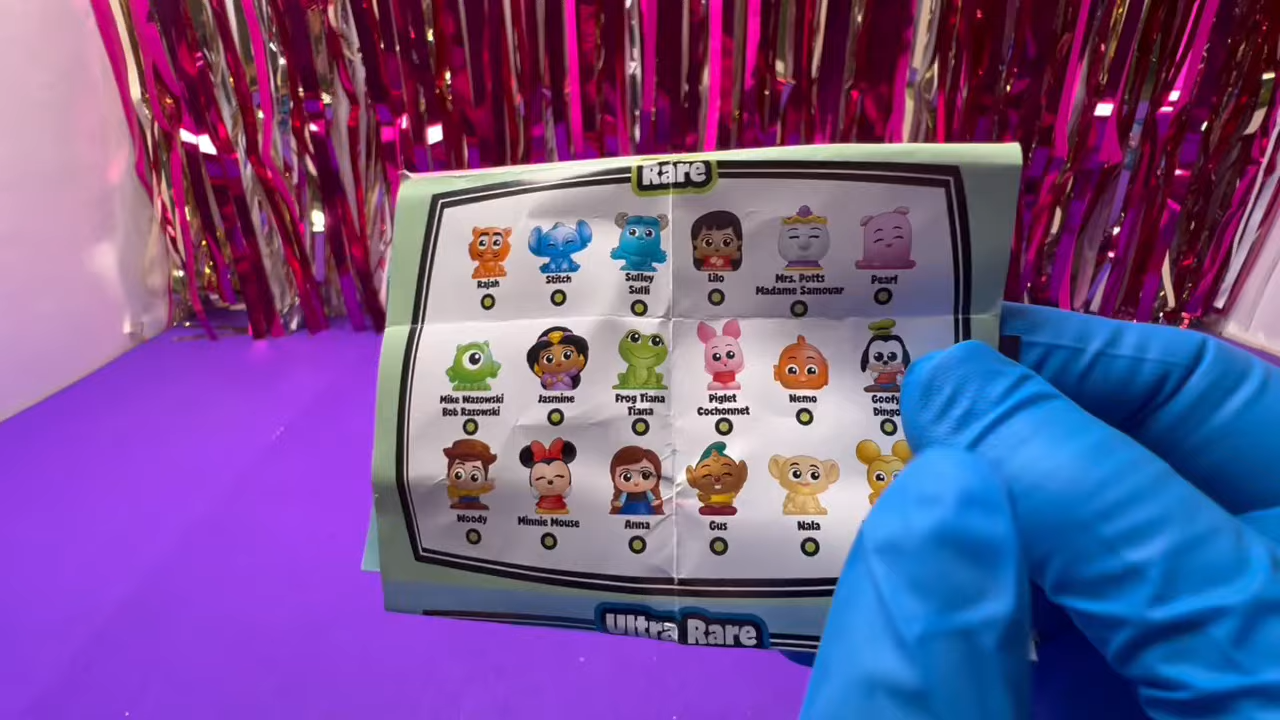 Rare
Rajah
Stitch
Sulley
Sulli
Lilo
Mrs. Potts
Madame Samovar
Pearl
Mike Wazowski
Bob Razowski
Jasmine
Frog Tiana
Tiana
Piglet
Cochonnet
Nemo
Goofy
Dingo
Woody
Minnie Mouse
Anna
Gus
Nala
Ultra Rare